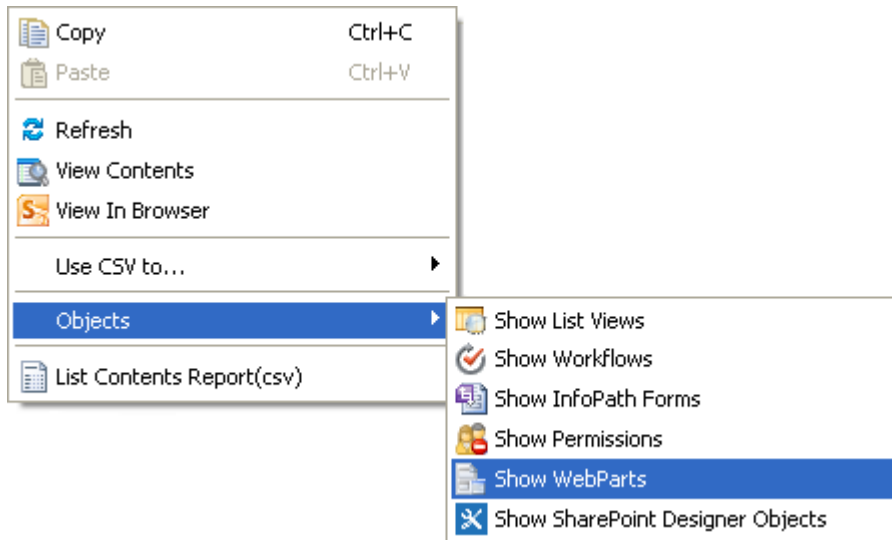 Copy Ctrl+C
Paste Ctrl+V
Refresh
View Contents
View In Browser
Use CSV to...
Objects
List Contents Report(csv)
Show List Views
Show Workflows
Show InfoPath Forms
Show Permissions
Show WebParts
Show SharePoint Designer Objects